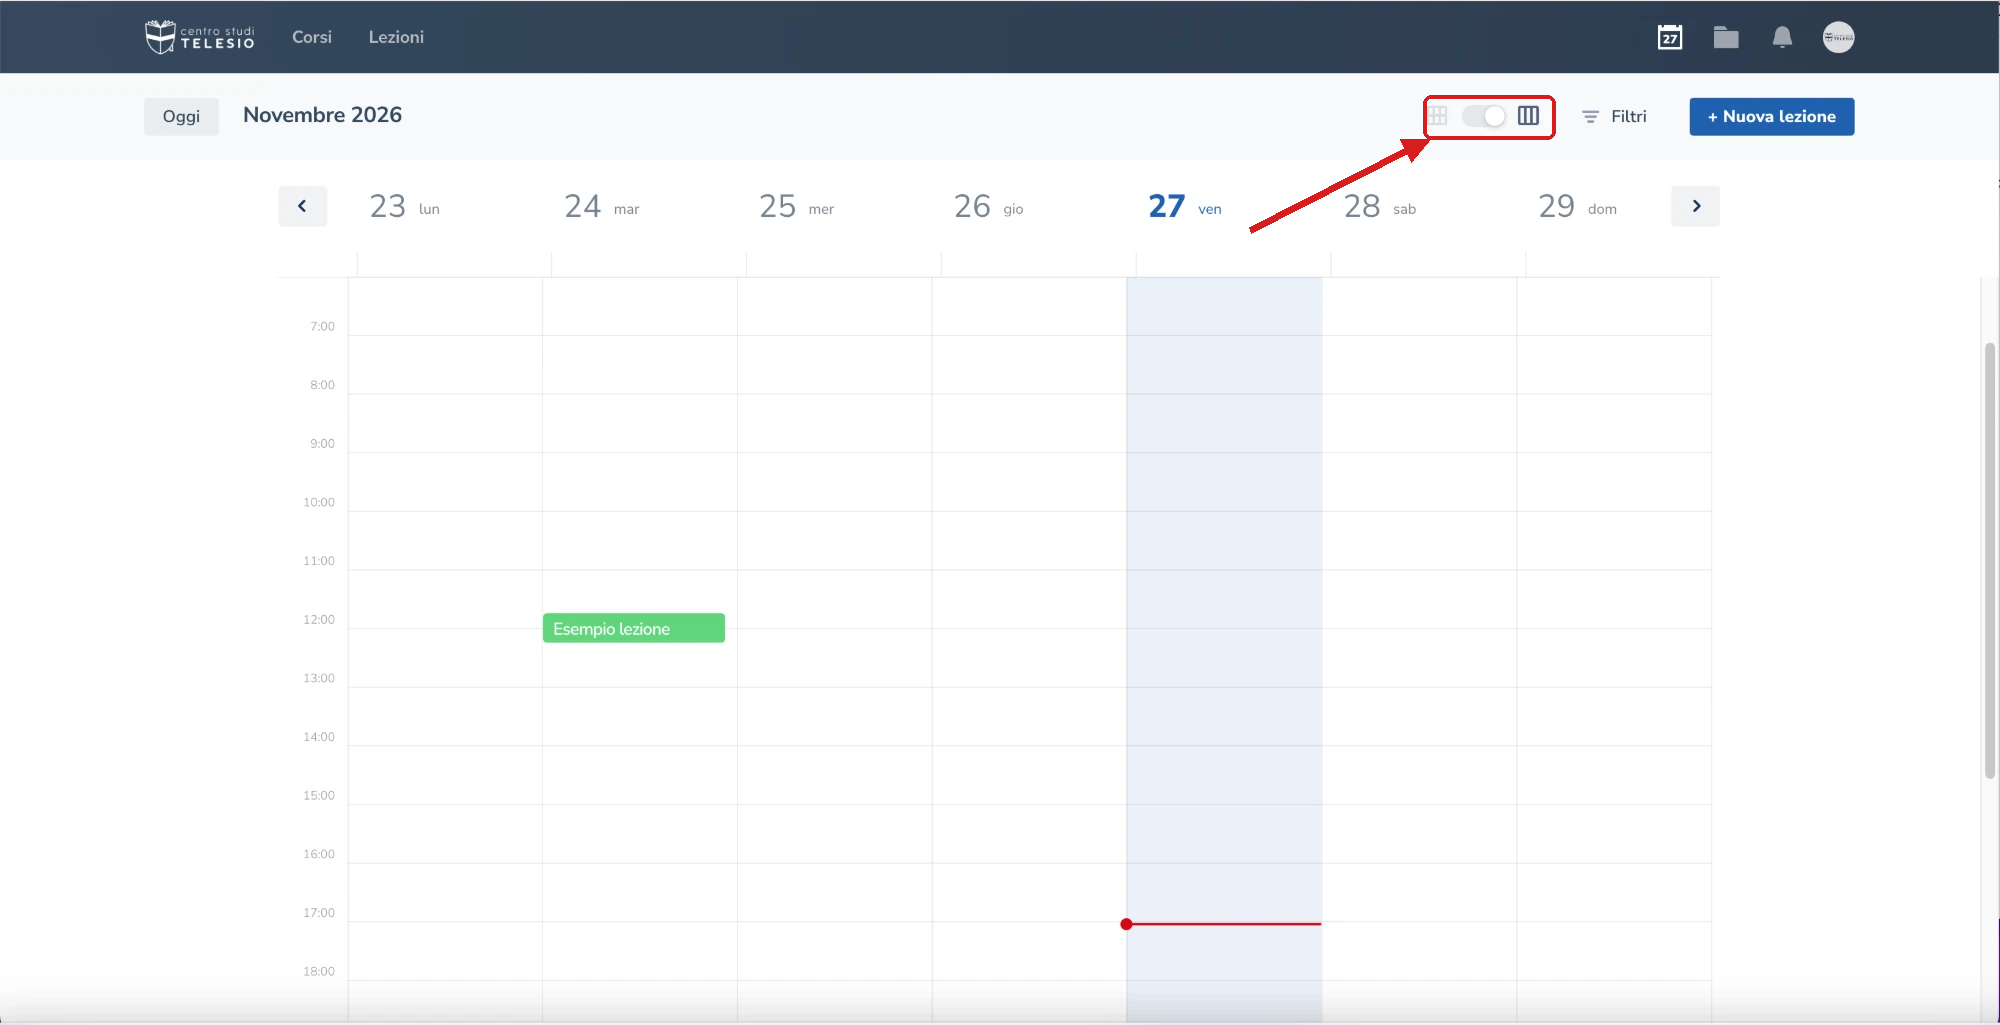 centro studi
TELESIO
Corsi
Lezioni
27
Oggi
Novembre 2026
Filtri
+ Nuova lezione
23 lun
24 mar
25 mer
26 gio
27 ven
28 sab
29 dom
7:00
8:00
9:00
10:00
11:00
12:00
Esempio lezione
13:00
14:00
15:00
16:00
17:00
18:00